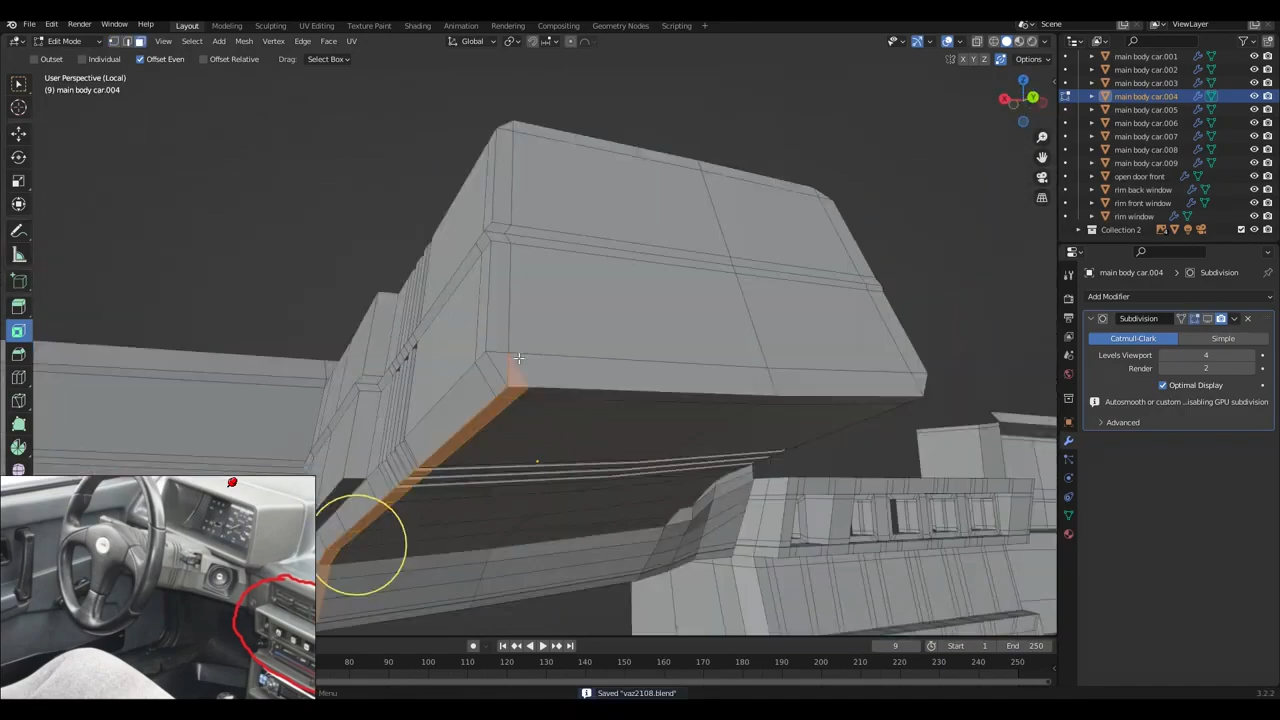 File Edit Render Window Help Layout Modeling Sculpting UV Editing Texture Paint Shading Animation Rendering Compositing Geometry Nodes Scripting + Scene ViewLayer
Edit Mode View Select Add Mesh Vertex Edge Face UV Global
Outset Individual Offset Even Offset Relative Drag: Select Box X Y Z Options
User Perspective (Local)
(9) main body car.004
X Y Z
main body car.001
main body car.002
main body car.003
main body car.004
main body car.005
main body car.006
main body car.007
main body car.008
main body car.009
open door front
rim back window
rim front window
rim window
Collection 2
main body car.004 > Subdivision
Add Modifier
Subdivision
Catmull-Clark Simple
Levels Viewport 4
Render 2
Optimal Display
Autosmooth or custom ..isabling GPU subdivision
Advanced
9 Start 1 End 250
80 90 100 110 120 130 140 150 160 170 180 190 200 210 220 230 240 250
Menu Saved "vaz2108.blend" 3.2.2